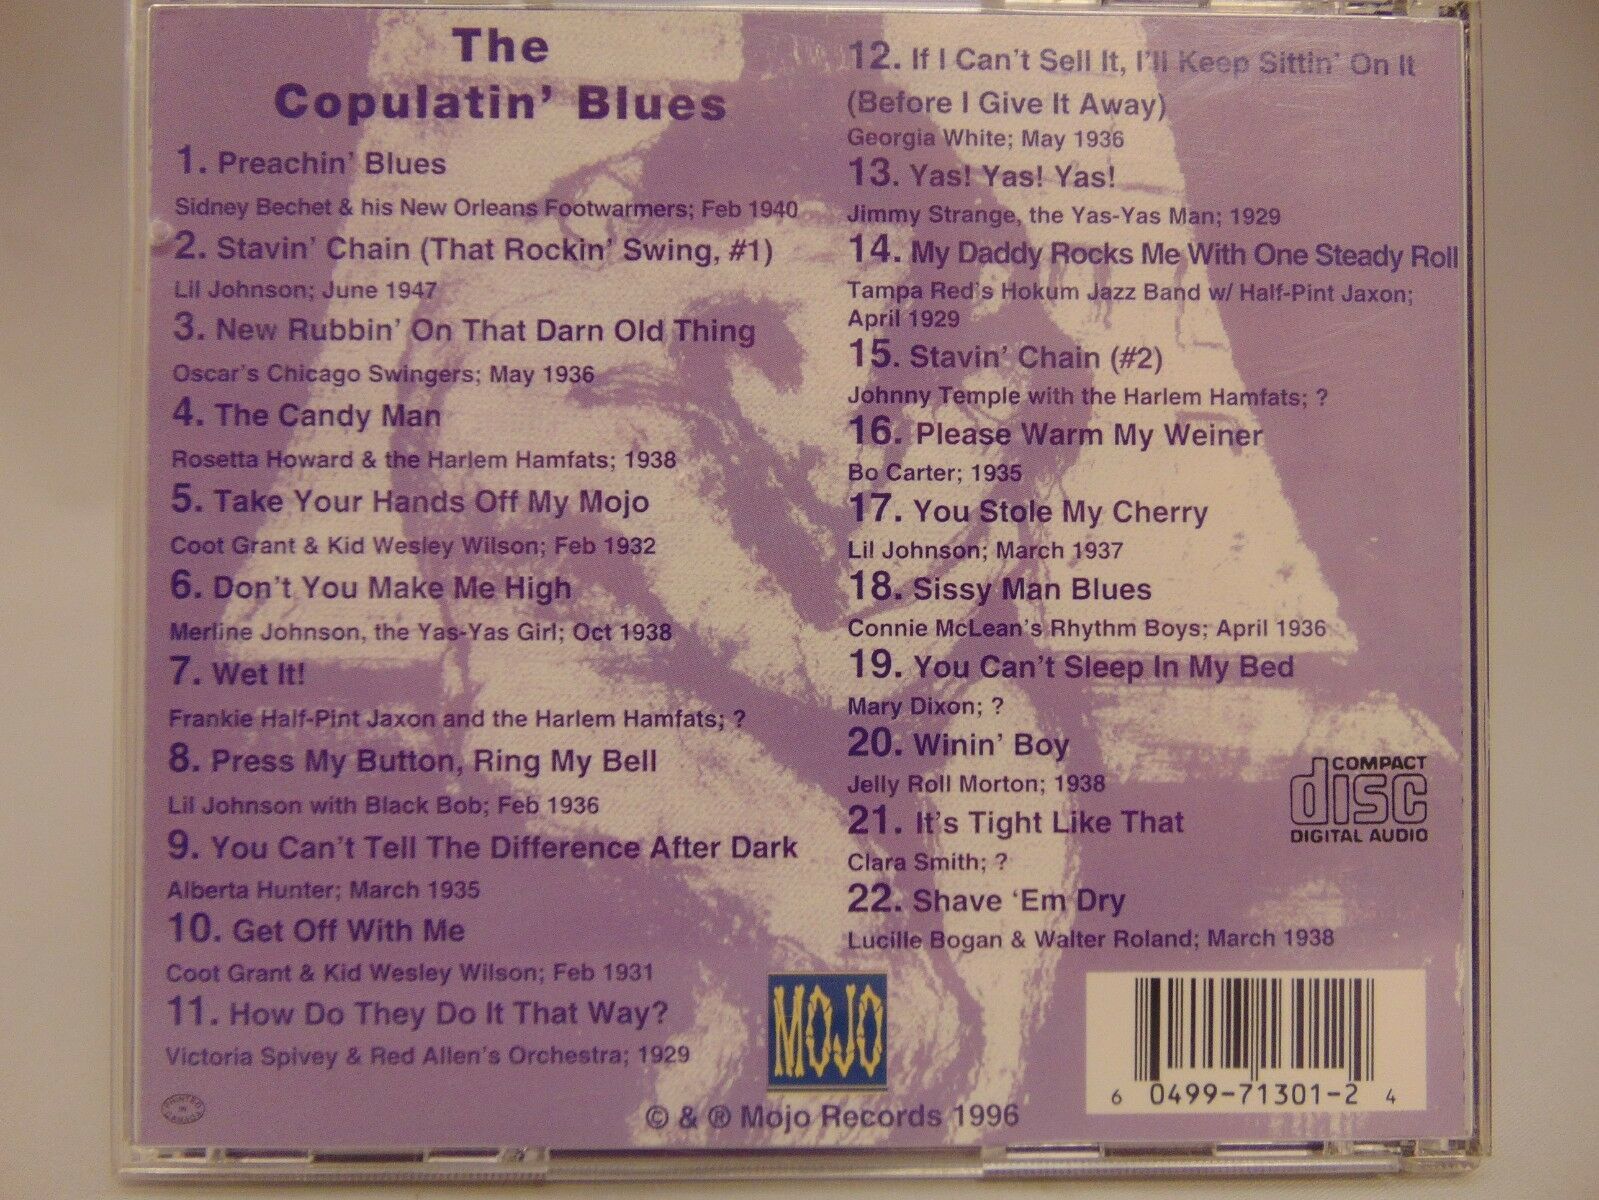 The
Copulatin' Blues
1. Preachin' Blues
Sidney Bechet & his New Orleans Footwarmers; Feb 1940
2. Stavin' Chain (That Rockin' Swing, #1)
Lil Johnson; June 1947
3. New Rubbin' On That Darn Old Thing
Oscar's Chicago Swingers; May 1936
4. The Candy Man
Rosetta Howard & the Harlem Hamfats; 1938
5. Take Your Hands Off My Mojo
Coot Grant & Kid Wesley Wilson; Feb 1932
6. Don't You Make Me High
Merline Johnson, the Yas-Yas Girl; Oct 1938
7. Wet It!
Frankie Half-Pint Jaxon and the Harlem Hamfats; ?
8. Press My Button, Ring My Bell
Lil Johnson with Black Bob; Feb 1936
9. You Can't Tell The Difference After Dark
Alberta Hunter; March 1935
10. Get Off With Me
Coot Grant & Kid Wesley Wilson; Feb 1931
11. How Do They Do It That Way?
Victoria Spivey & Red Allen's Orchestra; 1929
12. If I Can't Sell It, I'll Keep Sittin' On It
(Before I Give It Away)
Georgia White; May 1936
13. Yas! Yas! Yas!
Jimmy Strange, the Yas-Yas Man; 1929
14. My Daddy Rocks Me With One Steady Roll
Tampa Red's Hokum Jazz Band w/ Half-Pint Jaxon;
April 1929
15. Stavin' Chain (#2)
Johnny Temple with the Harlem Hamfats; ?
16. Please Warm My Weiner
Bo Carter; 1935
17. You Stole My Cherry
Lil Johnson; March 1937
18. Sissy Man Blues
Connie McLean's Rhythm Boys; April 1936
19. You Can't Sleep In My Bed
Mary Dixon; ?
20. Winin' Boy
Jelly Roll Morton; 1938
21. It's Tight Like That
Clara Smith; ?
22. Shave 'Em Dry
Lucille Bogan & Walter Roland; March 1938
COMPACT
disc
DIGITAL AUDIO
MOJO
© & ® Mojo Records 1996
6 0499-71301-2 4
PRINTED
IN
CANADA